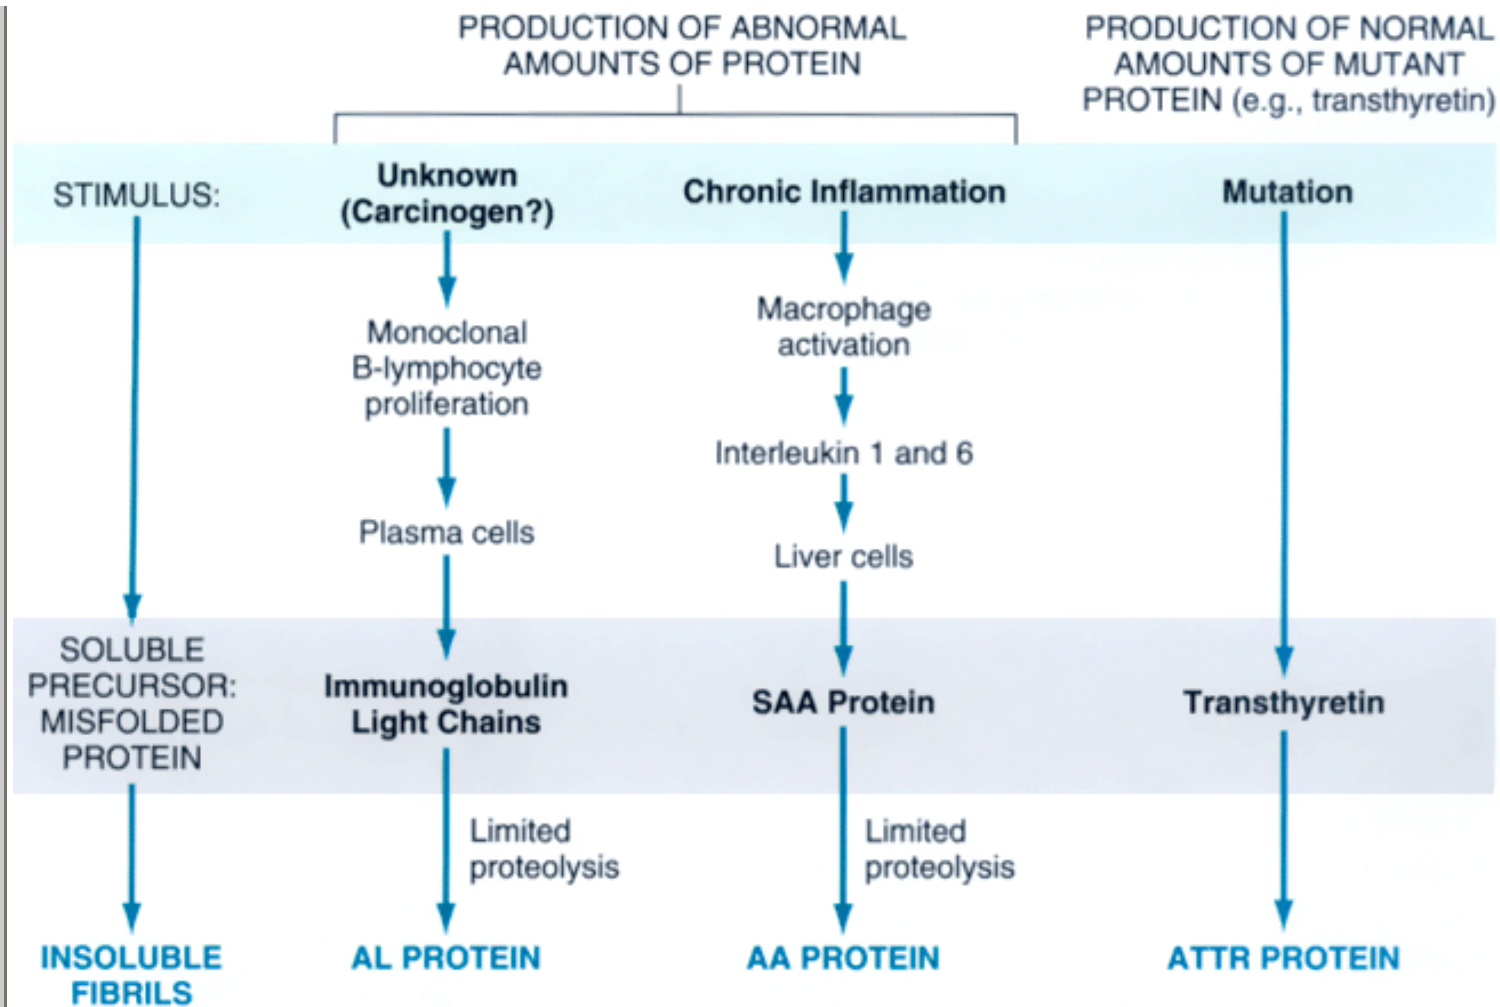 PRODUCTION OF ABNORMAL
AMOUNTS OF PROTEIN
PRODUCTION OF NORMAL
AMOUNTS OF MUTANT
PROTEIN (e.g., transthyretin)
STIMULUS:
Unknown
(Carcinogen?)
Chronic Inflammation
Mutation
Monoclonal
B-lymphocyte
proliferation
Macrophage
activation
Interleukin 1 and 6
Plasma cells
Liver cells
SOLUBLE
PRECURSOR:
MISFOLDED
PROTEIN
Immunoglobulin
Light Chains
SAA Protein
Transthyretin
Limited
proteolysis
Limited
proteolysis
INSOLUBLE
FIBRILS
AL PROTEIN
AA PROTEIN
ATTR PROTEIN